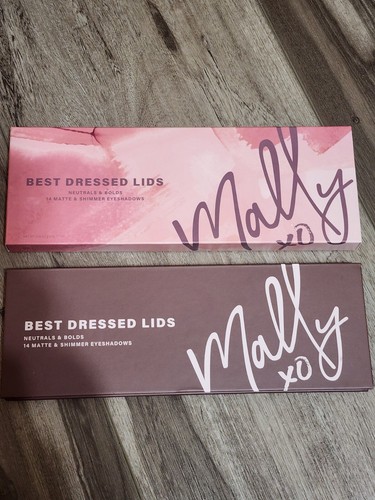 BEST DRESSED LIDS
NEUTRALS & BOLDS
14 MATTE & SHIMMER EYESHADOWS
Mally
xo
BEST DRESSED LIDS
NEUTRALS & BOLDS
14 MATTE & SHIMMER EYESHADOWS
Mally
xo